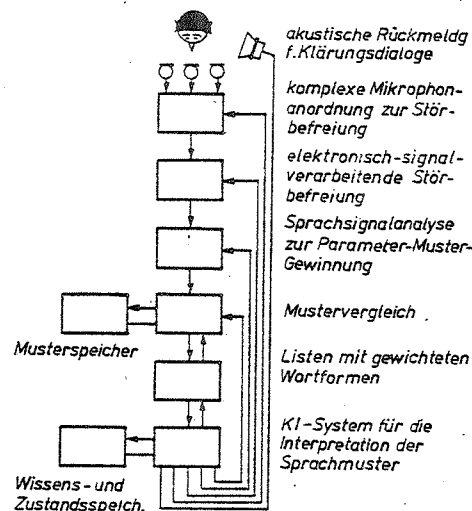 akustische Rückmeldg
f.Klärungsdialoge
komplexe Mikrophon-
anordnung zur Stör-
befreiung
elektronisch-signal-
verarbeitende Stör-
befreiung
Sprachsignalanalyse
zur Parameter-Muster-
Gewinnung
Mustervergleich
Musterspeicher
Listen mit gewichteten
Wortformen
KI-System für die
Interpretation der
Sprachmuster
Wissens- und
Zustandsspeich.